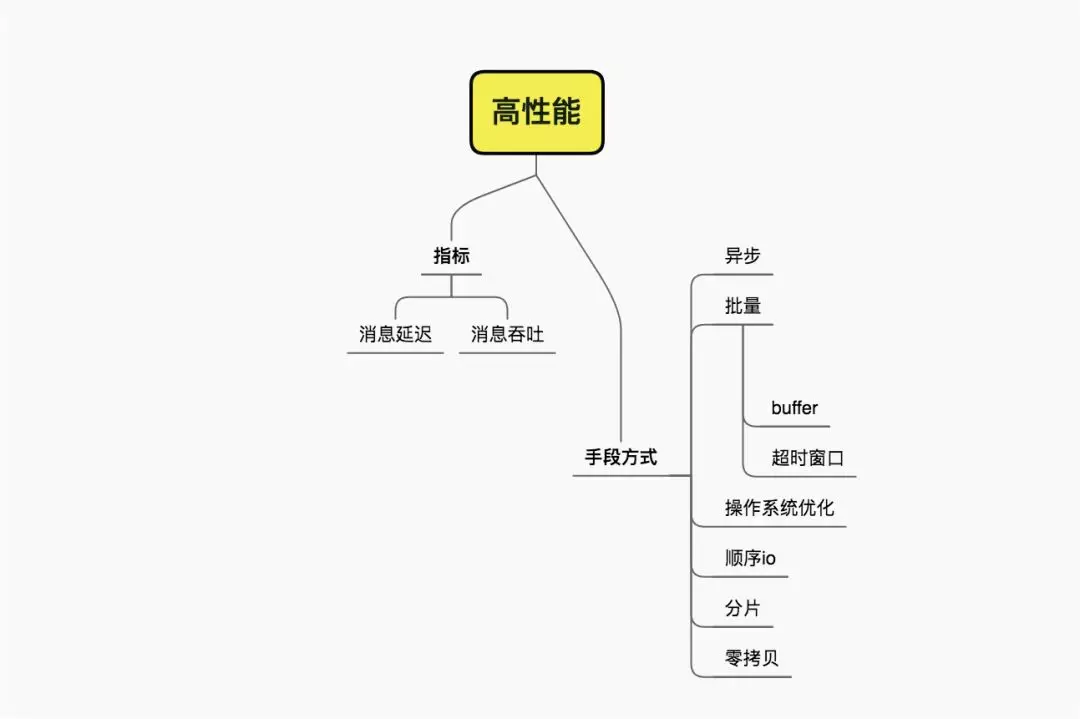 高性能
指标
消息延迟
消息吞吐
手段方式
异步
批量
buffer
超时窗口
操作系统优化
顺序io
分片
零拷贝